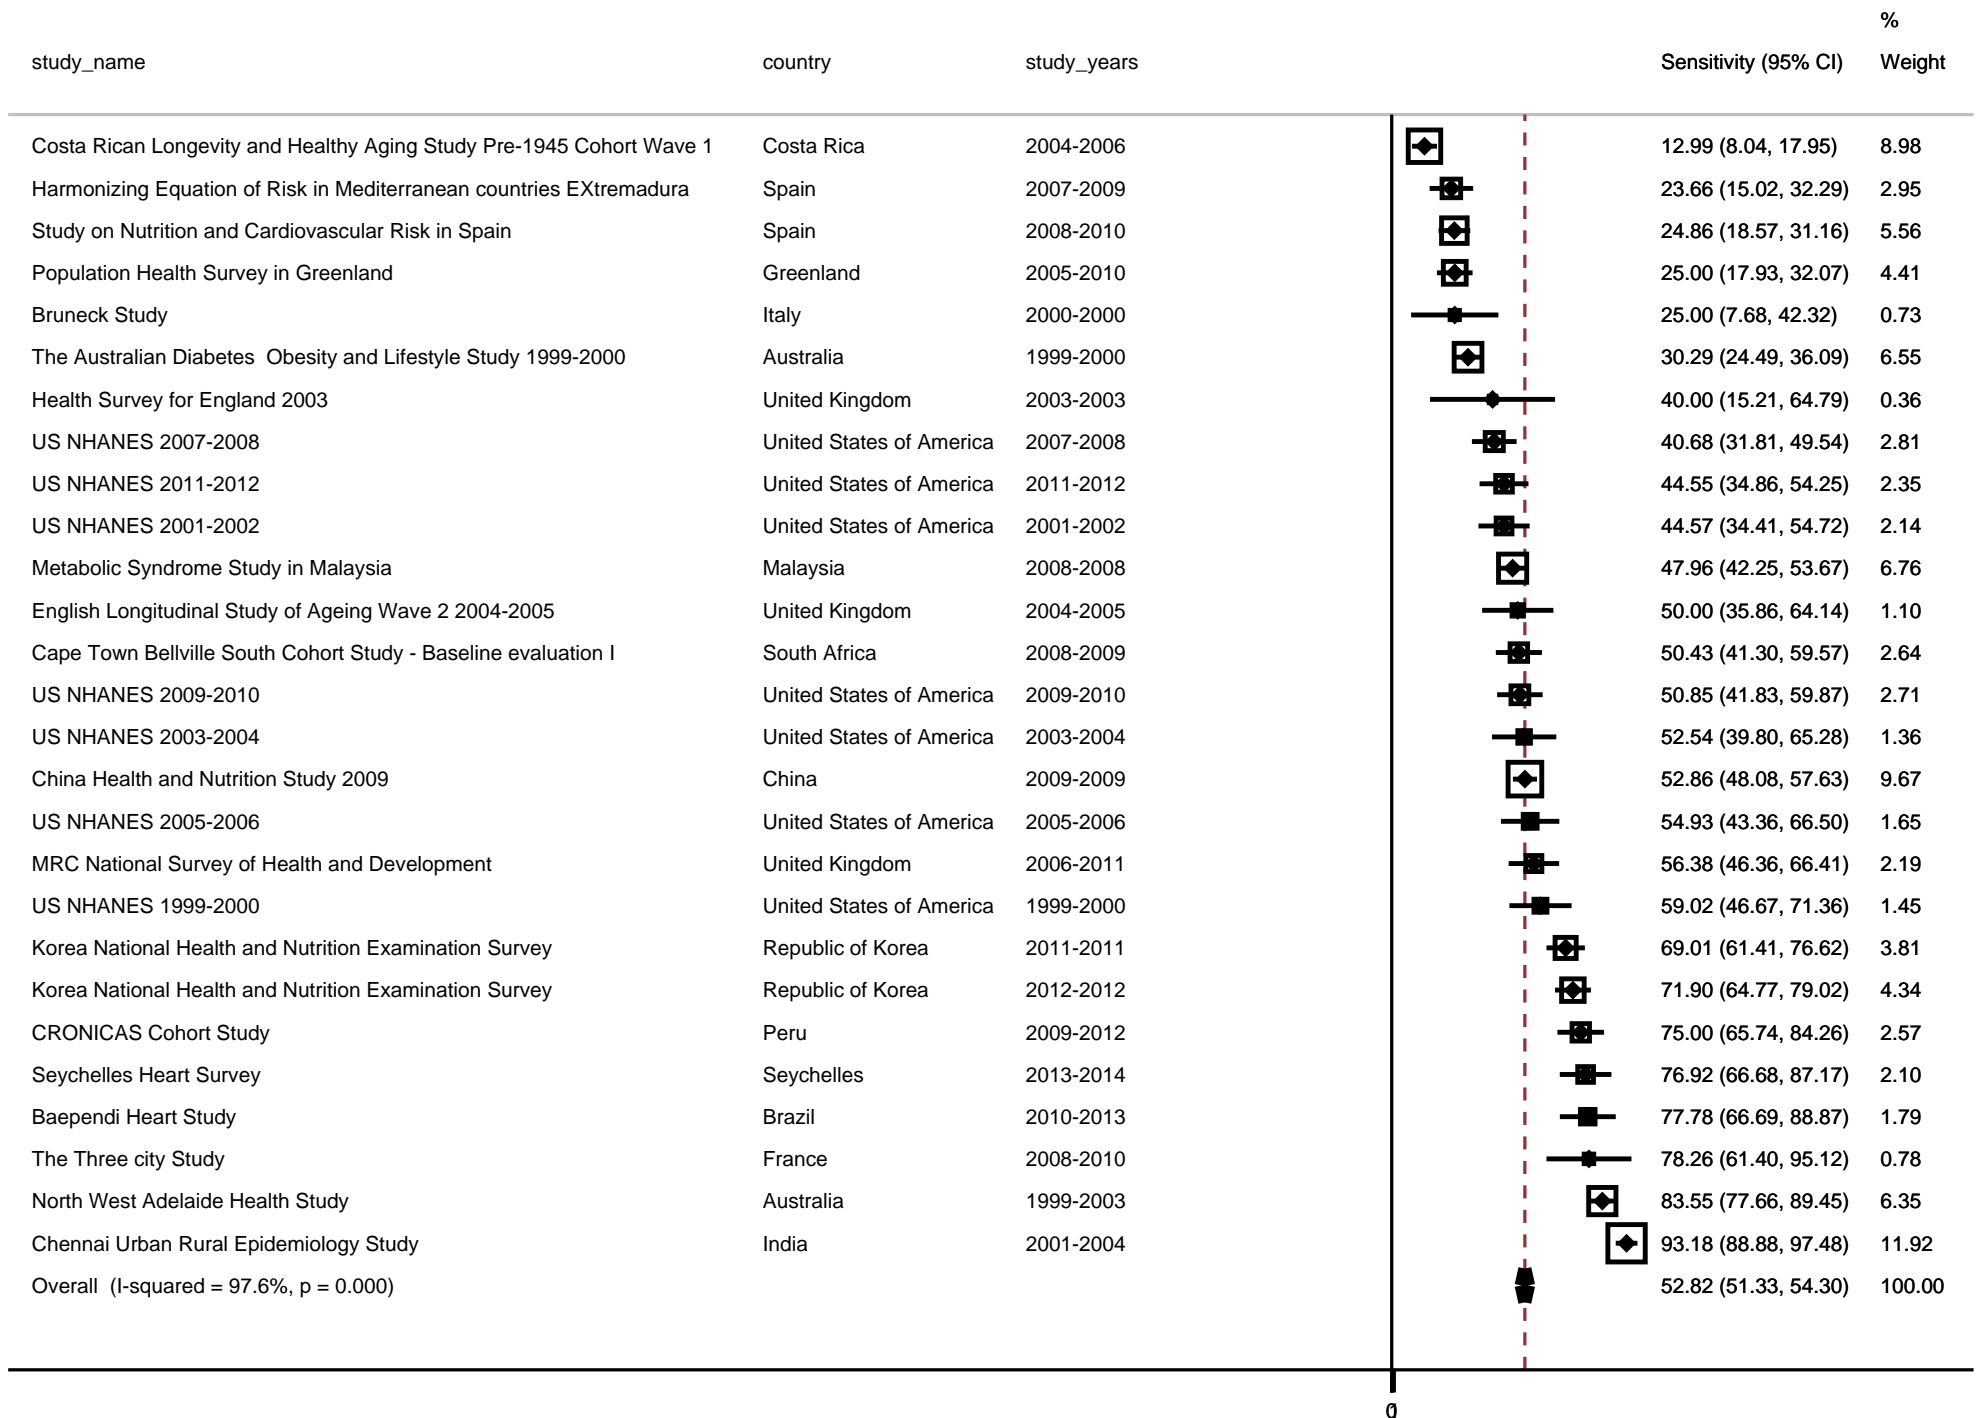 %
study_name country study_years Sensitivity (95% CI) Weight
Costa Rican Longevity and Healthy Aging Study Pre-1945 Cohort Wave 1 Costa Rica 2004-2006 12.99 (8.04, 17.95) 8.98
Harmonizing Equation of Risk in Mediterranean countries EXtremadura Spain 2007-2009 23.66 (15.02, 32.29) 2.95
Study on Nutrition and Cardiovascular Risk in Spain Spain 2008-2010 24.86 (18.57, 31.16) 5.56
Population Health Survey in Greenland Greenland 2005-2010 25.00 (17.93, 32.07) 4.41
Bruneck Study Italy 2000-2000 25.00 (7.68, 42.32) 0.73
The Australian Diabetes  Obesity and Lifestyle Study 1999-2000 Australia 1999-2000 30.29 (24.49, 36.09) 6.55
Health Survey for England 2003 United Kingdom 2003-2003 40.00 (15.21, 64.79) 0.36
US NHANES 2007-2008 United States of America 2007-2008 40.68 (31.81, 49.54) 2.81
US NHANES 2011-2012 United States of America 2011-2012 44.55 (34.86, 54.25) 2.35
US NHANES 2001-2002 United States of America 2001-2002 44.57 (34.41, 54.72) 2.14
Metabolic Syndrome Study in Malaysia Malaysia 2008-2008 47.96 (42.25, 53.67) 6.76
English Longitudinal Study of Ageing Wave 2 2004-2005 United Kingdom 2004-2005 50.00 (35.86, 64.14) 1.10
Cape Town Bellville South Cohort Study - Baseline evaluation I South Africa 2008-2009 50.43 (41.30, 59.57) 2.64
US NHANES 2009-2010 United States of America 2009-2010 50.85 (41.83, 59.87) 2.71
US NHANES 2003-2004 United States of America 2003-2004 52.54 (39.80, 65.28) 1.36
China Health and Nutrition Study 2009 China 2009-2009 52.86 (48.08, 57.63) 9.67
US NHANES 2005-2006 United States of America 2005-2006 54.93 (43.36, 66.50) 1.65
MRC National Survey of Health and Development United Kingdom 2006-2011 56.38 (46.36, 66.41) 2.19
US NHANES 1999-2000 United States of America 1999-2000 59.02 (46.67, 71.36) 1.45
Korea National Health and Nutrition Examination Survey Republic of Korea 2011-2011 69.01 (61.41, 76.62) 3.81
Korea National Health and Nutrition Examination Survey Republic of Korea 2012-2012 71.90 (64.77, 79.02) 4.34
CRONICAS Cohort Study Peru 2009-2012 75.00 (65.74, 84.26) 2.57
Seychelles Heart Survey Seychelles 2013-2014 76.92 (66.68, 87.17) 2.10
Baependi Heart Study Brazil 2010-2013 77.78 (66.69, 88.87) 1.79
The Three city Study France 2008-2010 78.26 (61.40, 95.12) 0.78
North West Adelaide Health Study Australia 1999-2003 83.55 (77.66, 89.45) 6.35
Chennai Urban Rural Epidemiology Study India 2001-2004 93.18 (88.88, 97.48) 11.92
Overall  (I-squared = 97.6%, p = 0.000) 52.82 (51.33, 54.30) 100.00